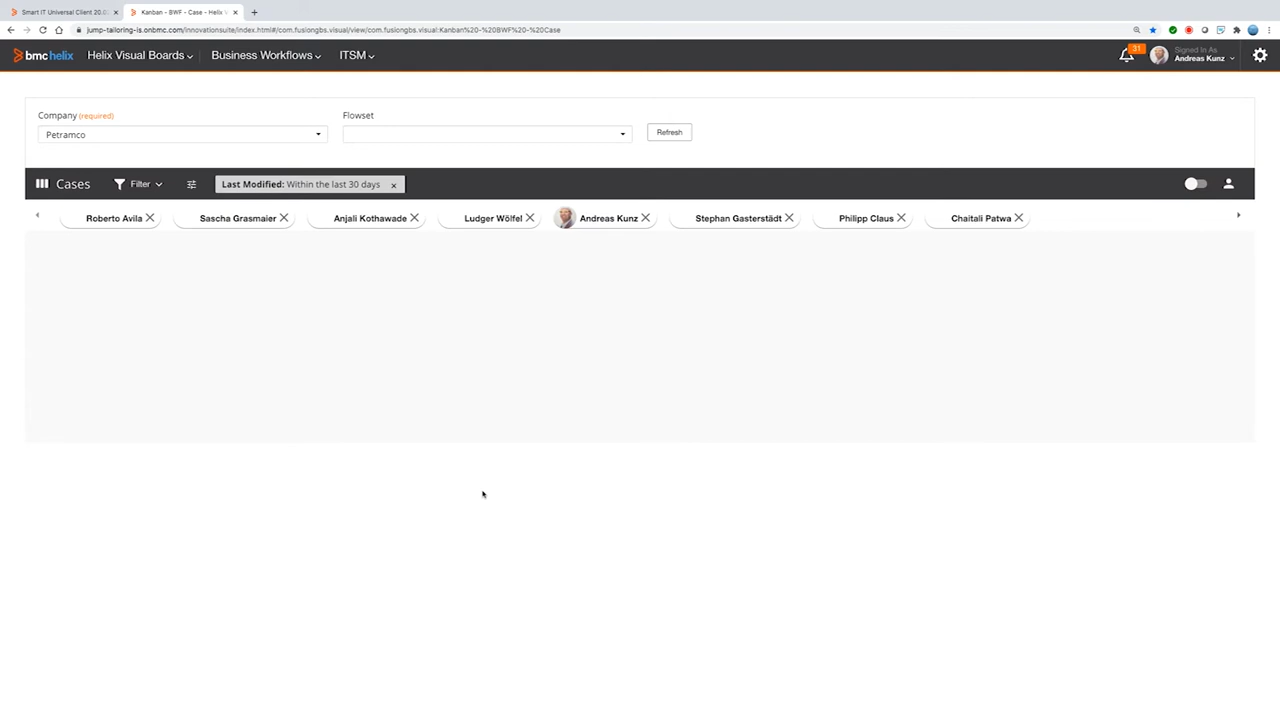 Smart IT Universal Client 20.0
Kanban - BWF - Case - Helix V
jump-tailoring-is.onbmc.com/innovationsuite/index.html#/com.fusiongbs.visual/view/com.fusiongbs.visual:Kanban%20-%20BWF%20-%20Case
bmc helix Helix Visual Boards Business Workflows ITSM 31 Signed In As
Andreas Kunz
Company (required) Flowset
Petramco Refresh
Cases Filter Last Modified: Within the last 30 days
Roberto Avila Sascha Grasmaier Anjali Kothawade Ludger Wölfel Andreas Kunz Stephan Gasterstädt Philipp Claus Chaitali Patwa